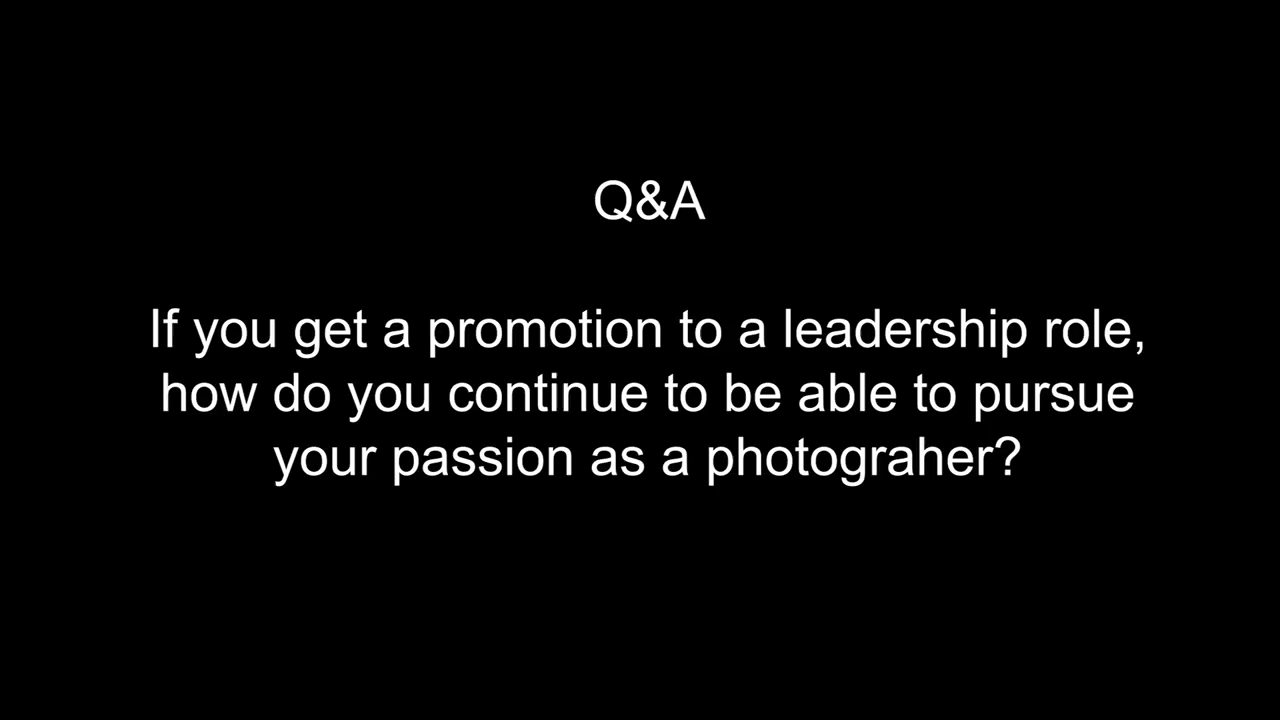 Q&A
If you get a promotion to a leadership role,
how do you continue to be able to pursue
your passion as a photograher?